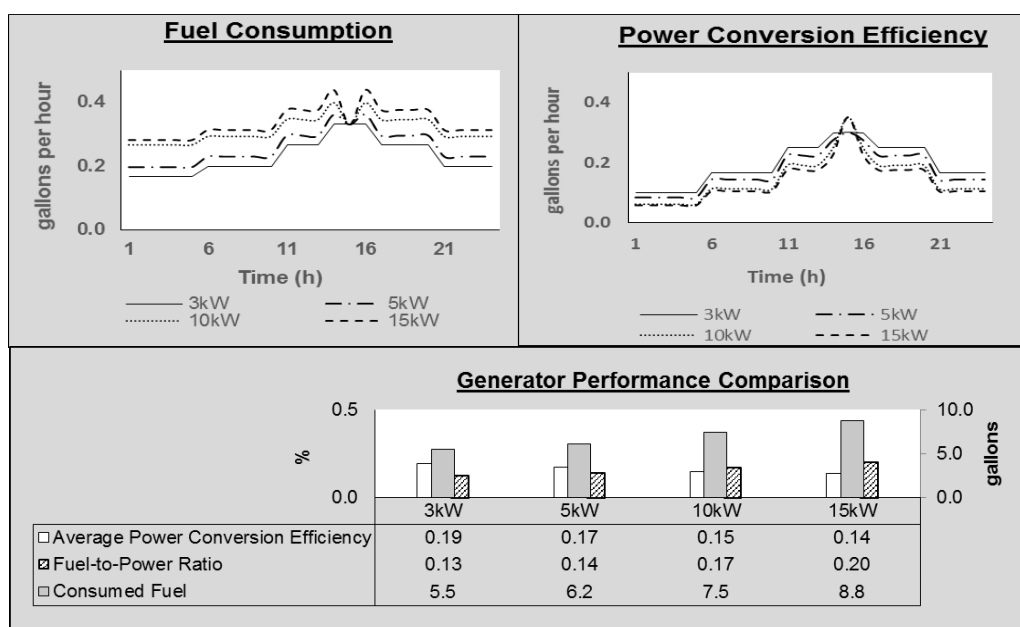 Fuel Consumption
gallons per hour
0.4
0.2
0.0
1 6 11 16 21
Time (h)
3kW 5kW
10kW 15kW
Power Conversion Efficiency
gallons per hour
0.4
0.2
0.0
1 6 11 16 21
Time (h)
3kW 5kW
10kW 15kW
Generator Performance Comparison
%
0.5
0.0
10.0
5.0
0.0
gallons
3kW 5kW 10kW 15kW
Average Power Conversion Efficiency 0.19 0.17 0.15 0.14
Fuel-to-Power Ratio 0.13 0.14 0.17 0.20
Consumed Fuel 5.5 6.2 7.5 8.8